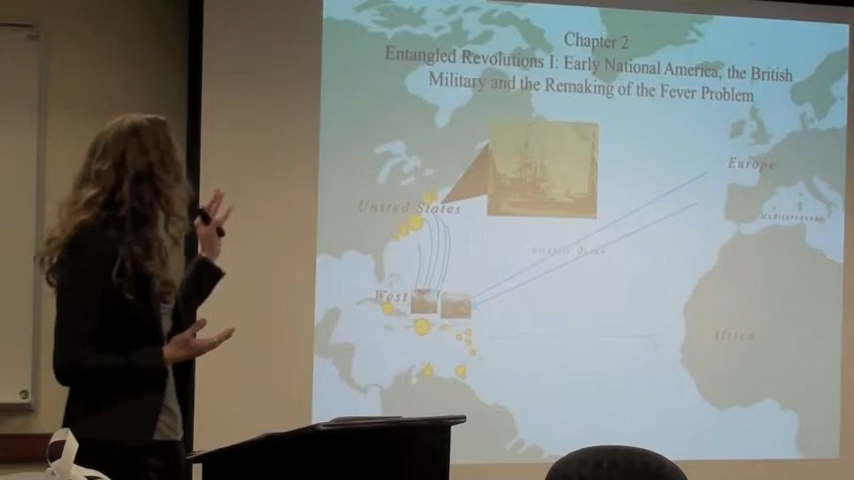 Chapter 2
Entangled Revolutions I: Early National America, the British
Military and the Remaking of the Fever Problem
Europe
United States
Mediterranean
Atlantic Ocean
West
Africa